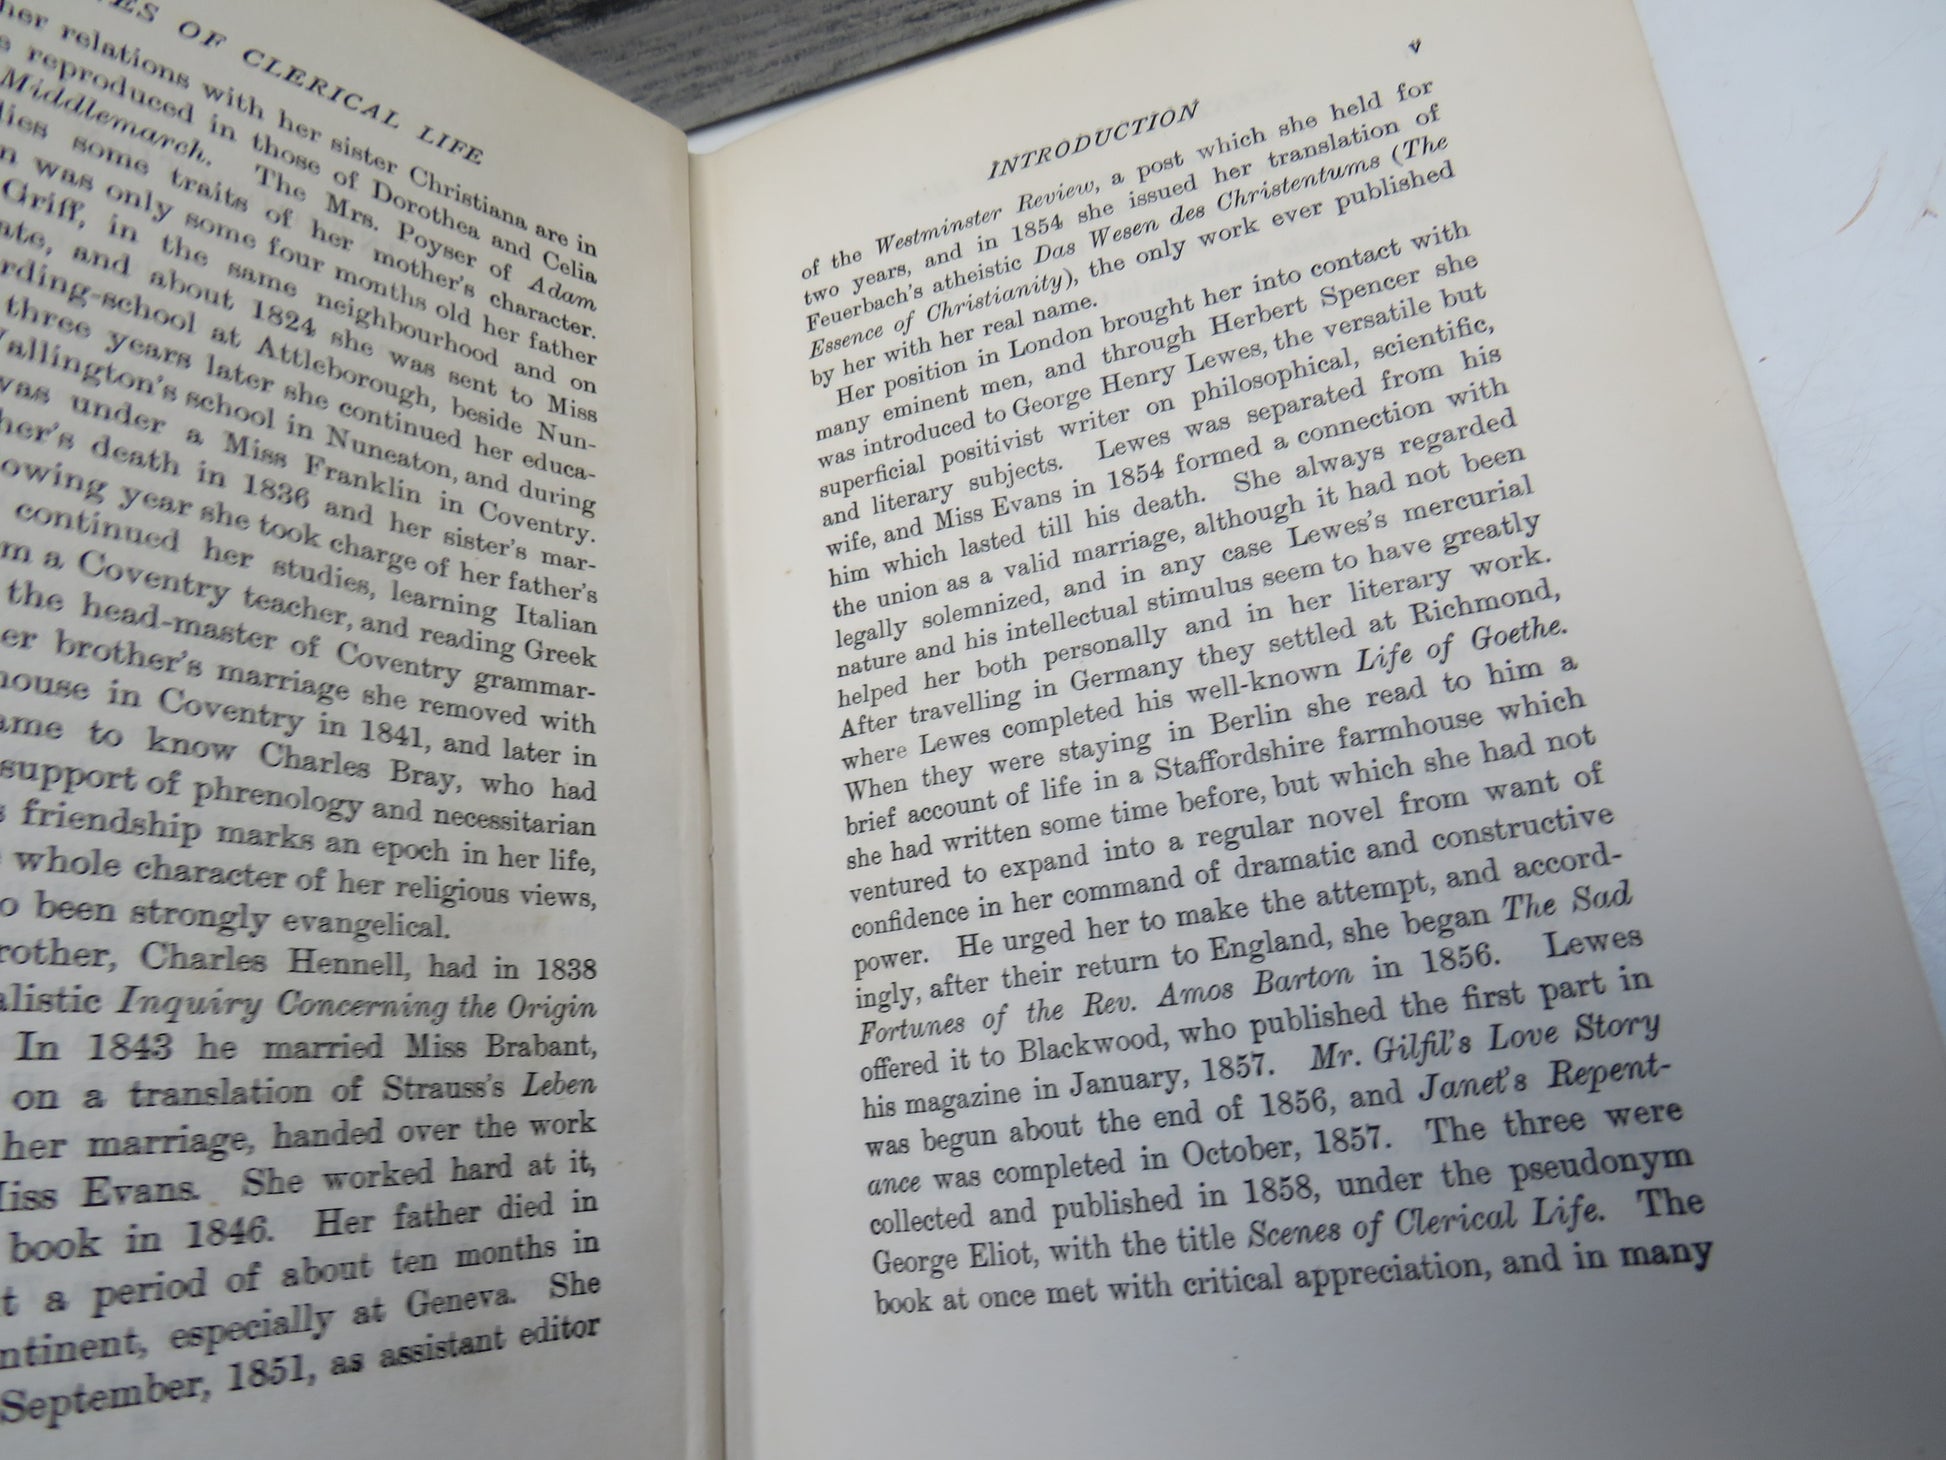 OF CLERICAL LIFE
her relations with her sister Christiana are in
reproduced in those of Dorothea and Celia
Middlemarch. The Mrs. Poyser of Adam
some traits of her mother's character.
was only some four months old her father
Griff, in the same neighbourhood and on
and about 1824 she was sent to Miss
school at Attleborough, beside Nun-
three years later she continued her educa-
school in Nuneaton, and during
was under a Miss Franklin in Coventry.
death in 1836 and her sister's mar-
year she took charge of her father's
continued her studies, learning Italian
a Coventry teacher, and reading Greek
the head-master of Coventry grammar-
brother's marriage she removed with
house in Coventry in 1841, and later in
to know Charles Bray, who had
support of phrenology and necessitarian
friendship marks an epoch in her life,
whole character of her religious views,
been strongly evangelical.
Charles Hennell, had in 1838
Inquiry Concerning the Origin
In 1843 he married Miss Brabant,
on a translation of Strauss's Leben
her marriage, handed over the work
Miss Evans. She worked hard at it,
book in 1846. Her father died in
a period of about ten months in
especially at Geneva. She
September, 1851, as assistant editor
INTRODUCTION v
of the Westminster Review, a post which she held for
two years, and in 1854 she issued her translation of
Feuerbach's atheistic Das Wesen des Christentums (The
Essence of Christianity), the only work ever published
by her with her real name.
Her position in London brought her into contact with
many eminent men, and through Herbert Spencer she
was introduced to George Henry Lewes, the versatile but
superficial positivist writer on philosophical, scientific,
and literary subjects. Lewes was separated from his
wife, and Miss Evans in 1854 formed a connection with
him which lasted till his death. She always regarded
the union as a valid marriage, although it had not been
legally solemnized, and in any case Lewes's mercurial
nature and his intellectual stimulus seem to have greatly
helped her both personally and in her literary work.
After travelling in Germany they settled at Richmond,
where Lewes completed his well-known Life of Goethe.
When they were staying in Berlin she read to him a
brief account of life in a Staffordshire farmhouse which
she had written some time before, but which she had not
ventured to expand into a regular novel from want of
confidence in her command of dramatic and constructive
power. He urged her to make the attempt, and accord-
ingly, after their return to England, she began The Sad
Fortunes of the Rev. Amos Barton in 1856. Lewes
offered it to Blackwood, who published the first part in
his magazine in January, 1857. Mr. Gilfil's Love Story
was begun about the end of 1856, and Janet's Repent-
ance was completed in October, 1857. The three were
collected and published in 1858, under the pseudonym
George Eliot, with the title Scenes of Clerical Life. The
book at once met with critical appreciation, and in many